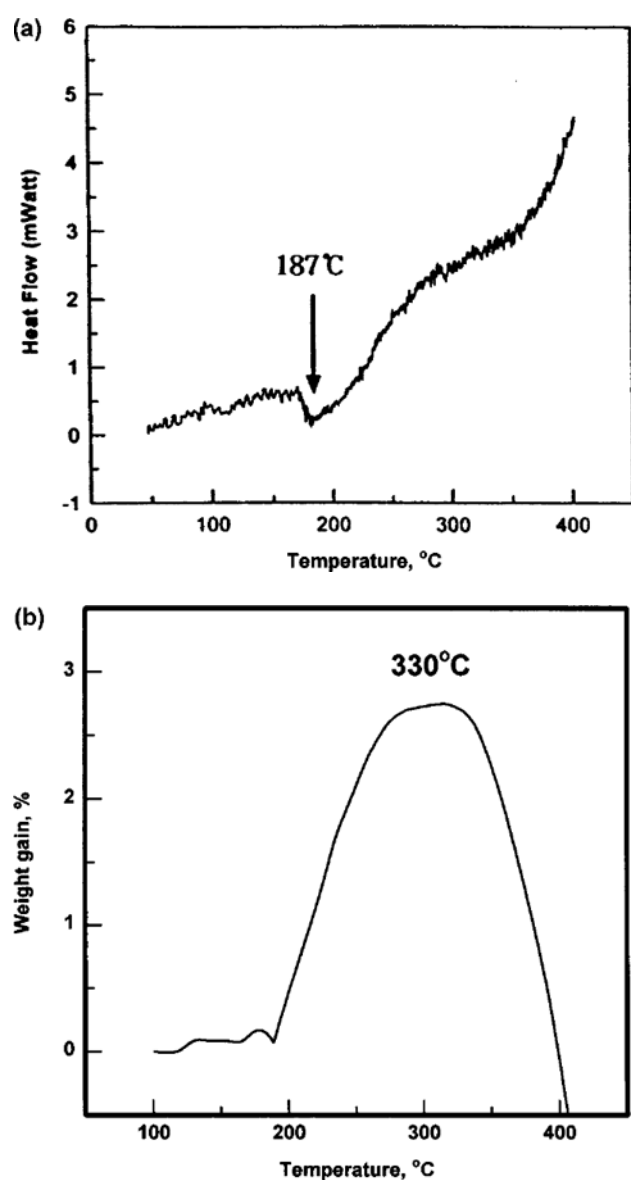 (a)
6
5
4
3
2
1
0
-1
Heat Flow (mWatt)
187℃
0 100 200 300 400
Temperature, °C
(b)
3
2
1
0
Weight gain, %
330°C
100 200 300 400
Temperature, °C